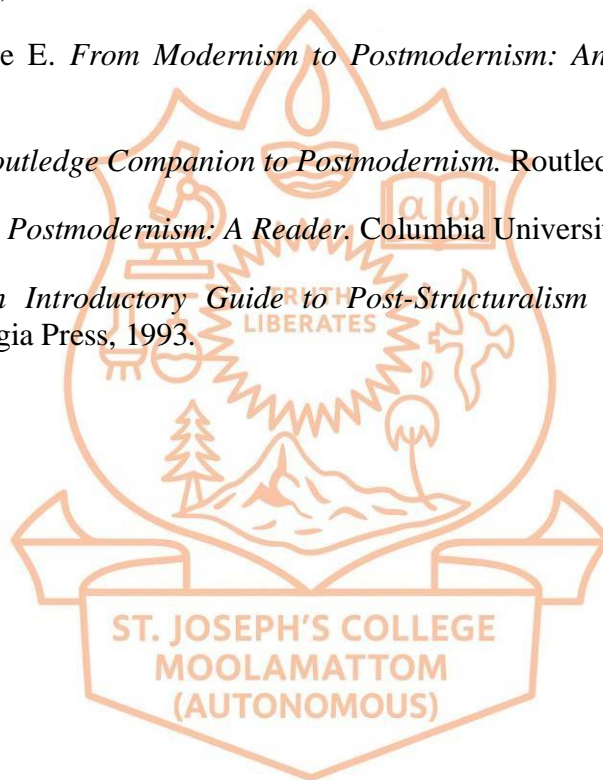 e E. From Modernism to Postmodernism: An
outledge Companion to Postmodernism. Routled
Postmodernism: A Reader. Columbia Universi
n Introductory Guide to Post-Structuralism
gia Press, 1993.
α ω
TRUTH
LIBERATES
ST. JOSEPH'S COLLEGE
MOOLAMATTOM
(AUTONOMOUS)